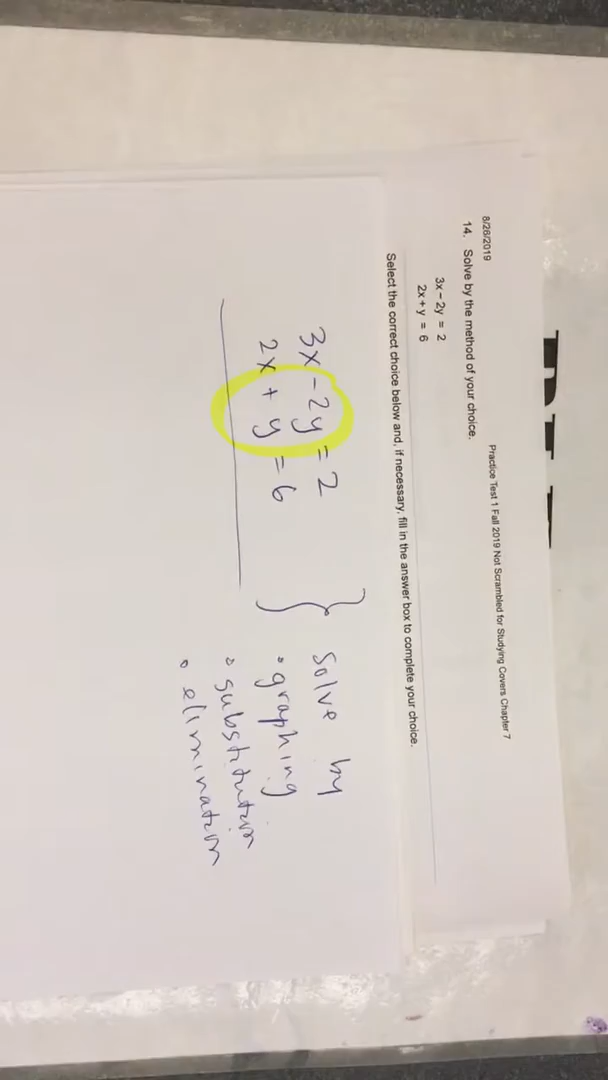 8/26/2019 Practice Test 1 Fall 2019 Not Scrambled for Studying Covers Chapter 7
14. Solve by the method of your choice.
3x − 2y = 2
2x + y = 6
Select the correct choice below and, if necessary, fill in the answer box to complete your choice.
3x - 2y = 2
2x + y = 6
} Solve by
• graphing
• substitution
• elimination